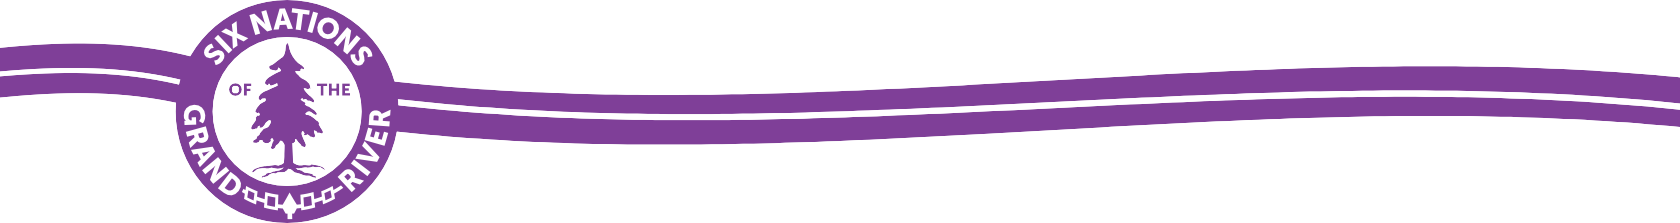 SIX NATIONS
OF THE
GRAND RIVER